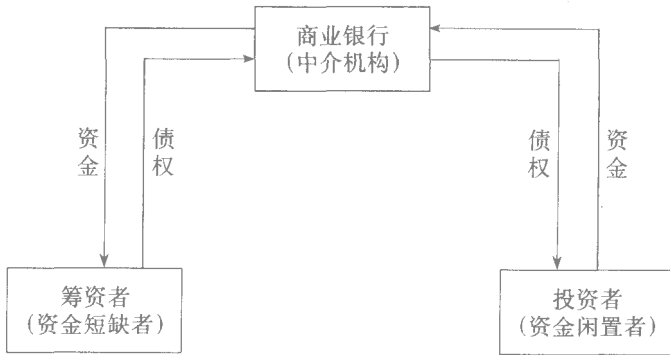 商业银行
(中介机构)
资金
债权
债权
资金
筹资者
(资金短缺者)
投资者
(资金闲置者)